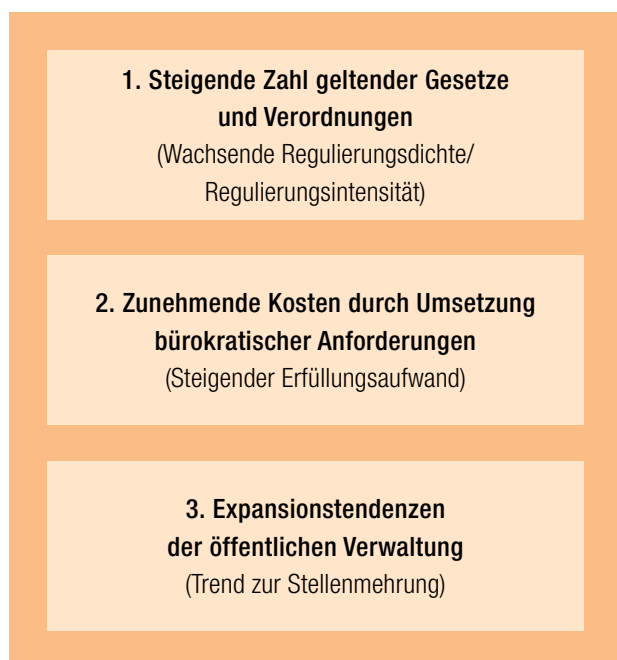 1. Steigende Zahl geltender Gesetze
und Verordnungen
(Wachsende Regulierungsdichte/
Regulierungsintensität)
2. Zunehmende Kosten durch Umsetzung
bürokratischer Anforderungen
(Steigender Erfüllungsaufwand)
3. Expansionstendenzen
der öffentlichen Verwaltung
(Trend zur Stellenmehrung)